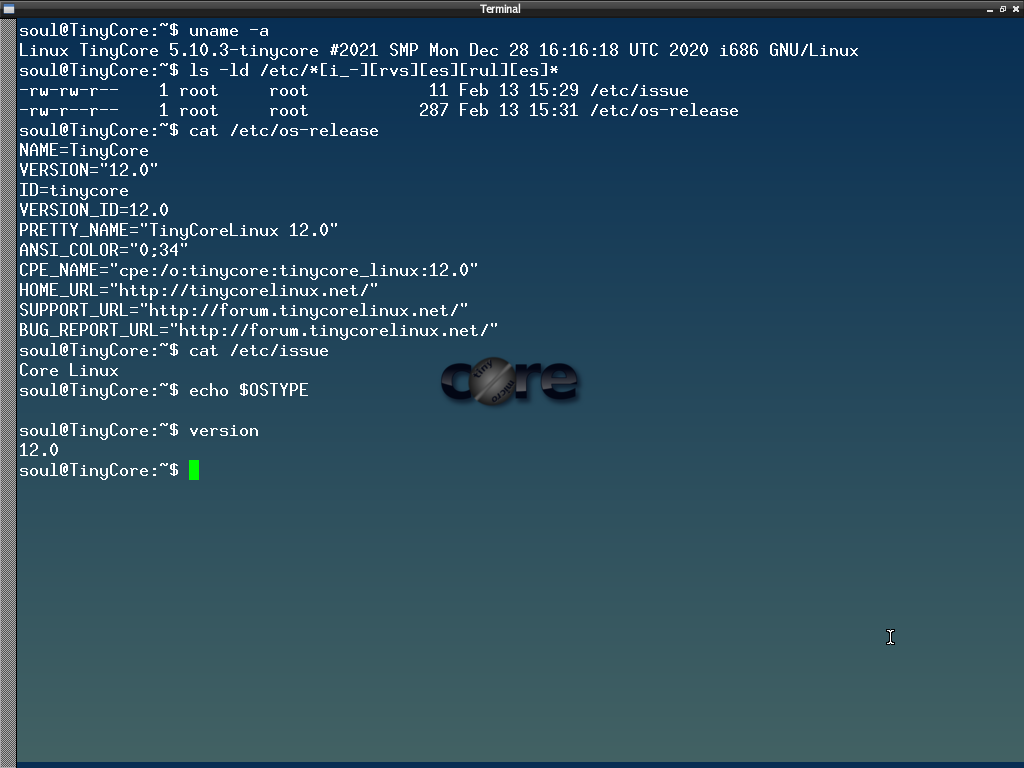 Terminal
soul@TinyCore:~$ uname -a
Linux TinyCore 5.10.3-tinycore #2021 SMP Mon Dec 28 16:16:18 UTC 2020 i686 GNU/Linux
soul@TinyCore:~$ ls -ld /etc/*[i_-][rvs][es][rul][es]*
-rw-rw-r--    1 root     root            11 Feb 13 15:29 /etc/issue
-rw-r--r--    1 root     root           287 Feb 13 15:31 /etc/os-release
soul@TinyCore:~$ cat /etc/os-release
NAME=TinyCore
VERSION="12.0"
ID=tinycore
VERSION_ID=12.0
PRETTY_NAME="TinyCoreLinux 12.0"
ANSI_COLOR="0;34"
CPE_NAME="cpe:/o:tinycore:tinycore_linux:12.0"
HOME_URL="http://tinycorelinux.net/"
SUPPORT_URL="http://forum.tinycorelinux.net/"
BUG_REPORT_URL="http://forum.tinycorelinux.net/"
soul@TinyCore:~$ cat /etc/issue
Core Linux
soul@TinyCore:~$ echo $OSTYPE
core
tiny
micro
soul@TinyCore:~$ version
12.0
soul@TinyCore:~$